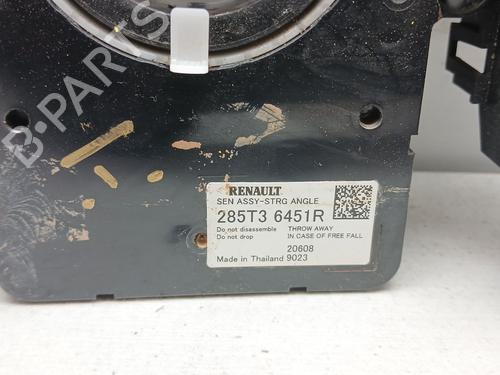 B-PARTS
RENAULT
SEN ASSY-STRG ANGLE
285T3 6451R
Do not disassemble THROW AWAY
Do not drop IN CASE OF FREE FALL
20608
Made in Thailand 9023